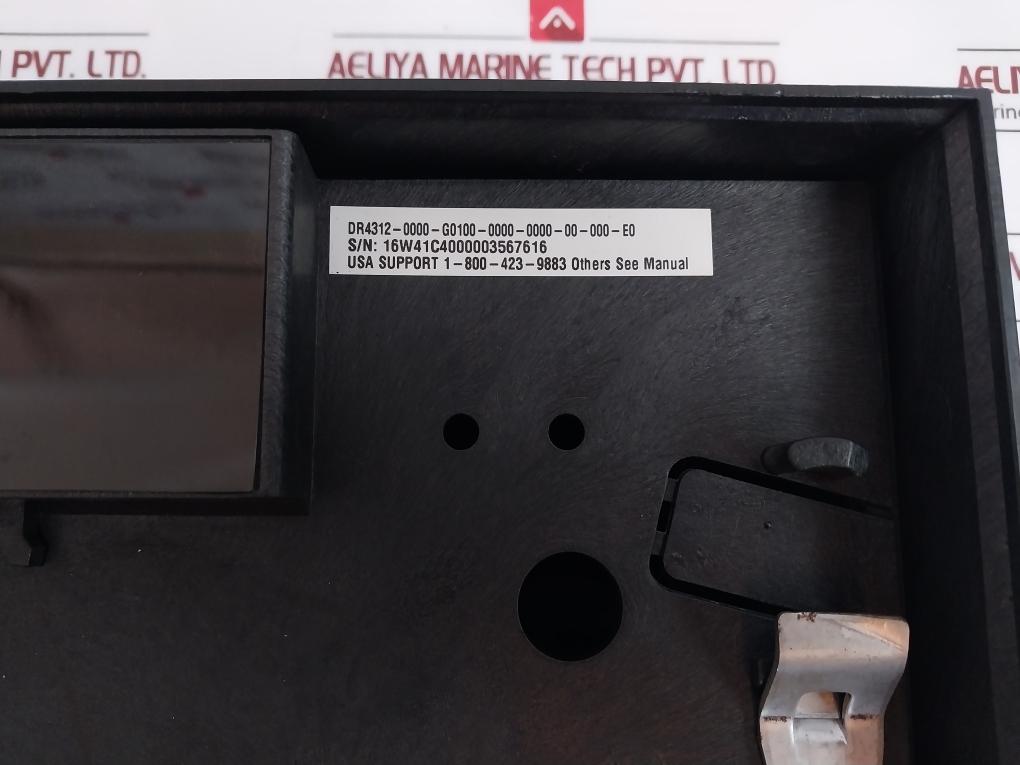 PVT. LTD.
AELIYA MARINE TECH PVT. LTD
AELI
DR4312-0000-G0100-0000-0000-00-000-E0
S/N: 16W41C4000003567616
USA SUPPORT 1-800-423-9883 Others See Manual